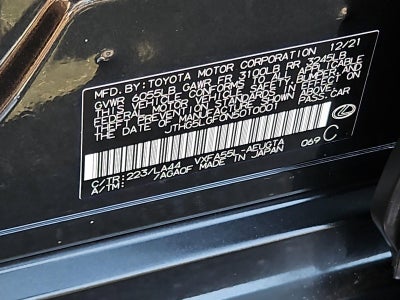 MFD. BY: TOYOTA MOTOR CORPORATION 12/21
GVWR 6055LB GAWR FR 3100LB RR 3245LB
THIS VEHICLE CONFORMS TO ALL APPLICABLE
FEDERAL MOTOR VEHICLE SAFETY, BUMPER, AND
THEFT PREVENTION STANDARDS IN EFFECT ON
THE DATE OF MANUFACTURE SHOWN ABOVE.
PASS. CAR
C/TR: 223/LA44 VXFA55L-AEUGTA 069 C
A/TM: /AGA0F MADE IN JAPAN